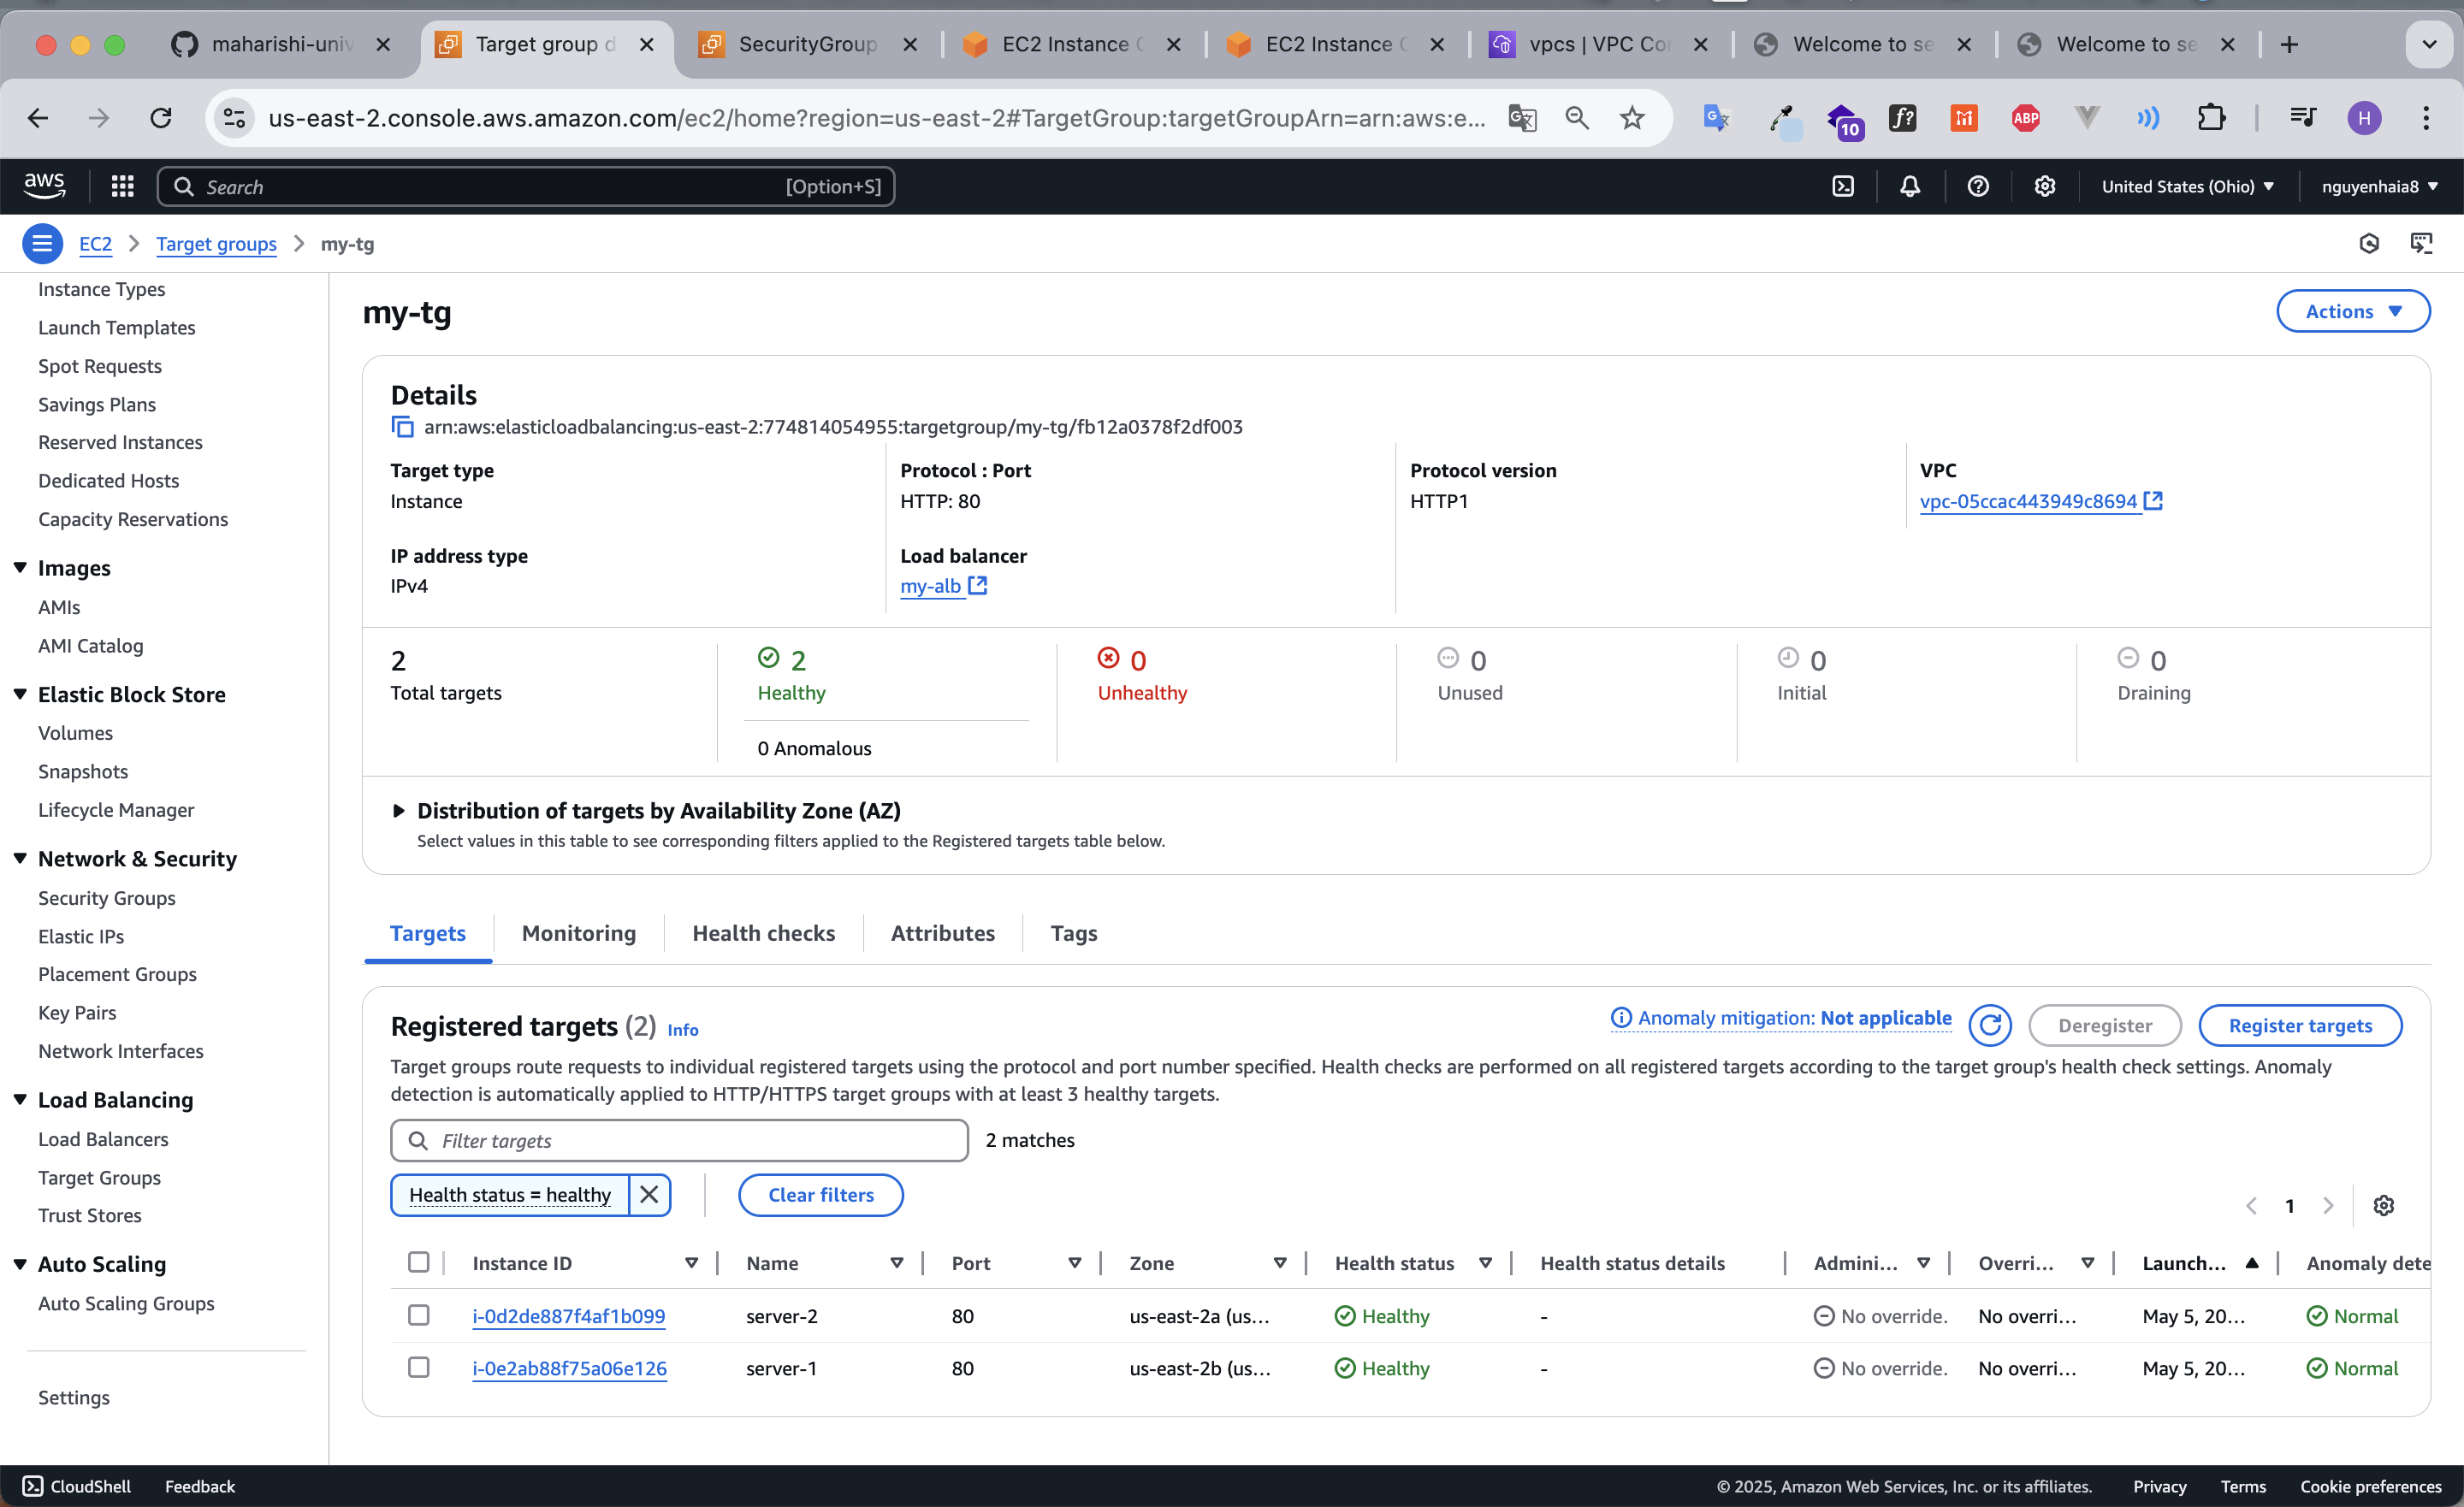 maharishi-univ
Target group d
SecurityGroup
EC2 Instance C
EC2 Instance C
vpcs | VPC Con
Welcome to se
Welcome to se
us-east-2.console.aws.amazon.com/ec2/home?region=us-east-2#TargetGroup:targetGroupArn=arn:aws:e...
10
f?
ABP
H
aws
Search
[Option+S]
United States (Ohio)
nguyenhaia8
EC2
Target groups
my-tg
Instance Types
Launch Templates
Spot Requests
Savings Plans
Reserved Instances
Dedicated Hosts
Capacity Reservations
Images
AMIs
AMI Catalog
Elastic Block Store
Volumes
Snapshots
Lifecycle Manager
Network & Security
Security Groups
Elastic IPs
Placement Groups
Key Pairs
Network Interfaces
Load Balancing
Load Balancers
Target Groups
Trust Stores
Auto Scaling
Auto Scaling Groups
Settings
my-tg
Actions
Details
arn:aws:elasticloadbalancing:us-east-2:774814054955:targetgroup/my-tg/fb12a0378f2df003
Target type
Instance
Protocol : Port
HTTP: 80
Protocol version
HTTP1
VPC
vpc-05ccac443949c8694
IP address type
IPv4
Load balancer
my-alb
2
Total targets
2
Healthy
0 Anomalous
0
Unhealthy
0
Unused
0
Initial
0
Draining
Distribution of targets by Availability Zone (AZ)
Select values in this table to see corresponding filters applied to the Registered targets table below.
Targets
Monitoring
Health checks
Attributes
Tags
Registered targets (2) Info
Anomaly mitigation: Not applicable
Deregister
Register targets
Target groups route requests to individual registered targets using the protocol and port number specified. Health checks are performed on all registered targets according to the target group's health check settings. Anomaly
detection is automatically applied to HTTP/HTTPS target groups with at least 3 healthy targets.
Filter targets
2 matches
Health status = healthy
Clear filters
1
Instance ID Name Port Zone Health status Health status details Admini... Overri... Launch... Anomaly dete
i-0d2de887f4af1b099 server-2 80 us-east-2a (us... Healthy - No override. No overri... May 5, 20... Normal
i-0e2ab88f75a06e126 server-1 80 us-east-2b (us... Healthy - No override. No overri... May 5, 20... Normal
CloudShell
Feedback
© 2025, Amazon Web Services, Inc. or its affiliates.
Privacy
Terms
Cookie preferences